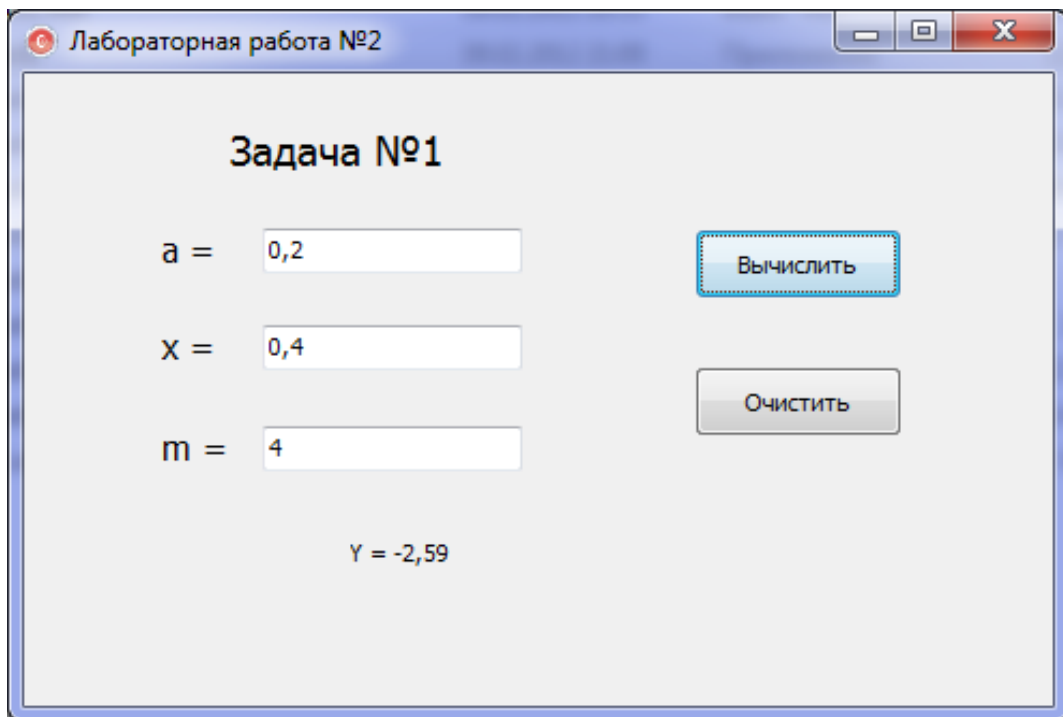 Лабораторная работа №2
Задача №1
a = 0,2
Вычислить
x = 0,4
Очистить
m = 4
Y = -2,59